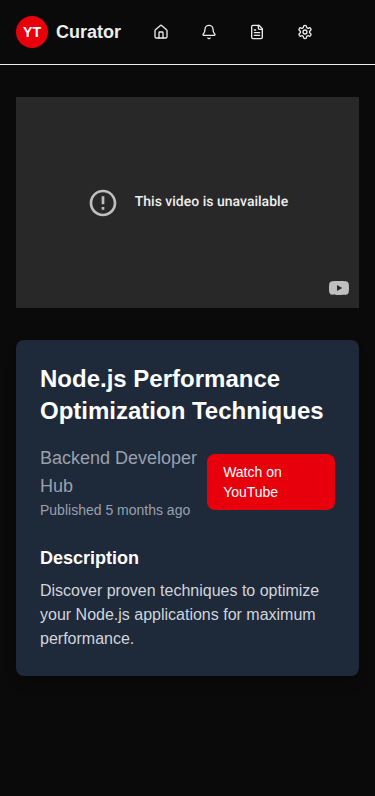 YT Curator
This video is unavailable
Node.js Performance
Optimization Techniques
Backend Developer
Hub
Published 5 months ago
Watch on
YouTube
Description
Discover proven techniques to optimize
your Node.js applications for maximum
performance.